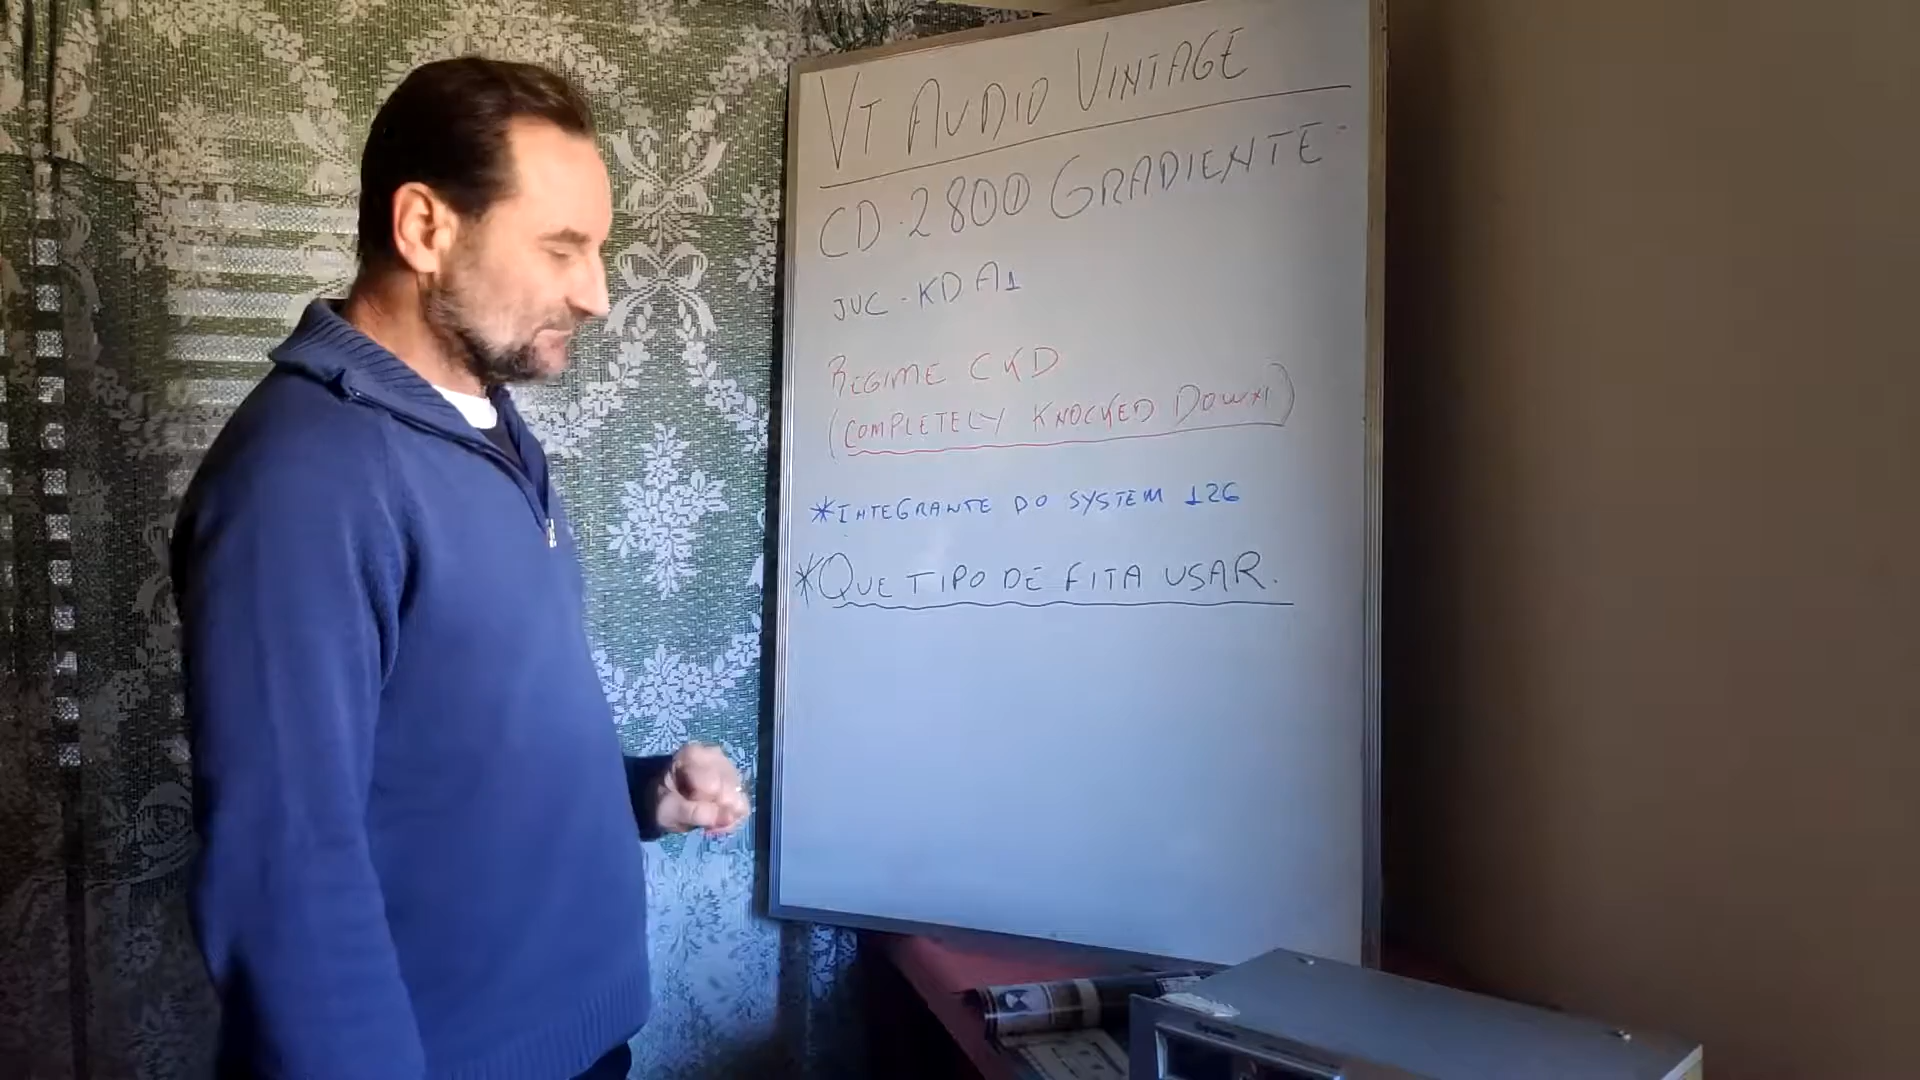 VT AUDIO VINTAGE
CD-2800 GRADIENTE
JVC - KD A1
REGIME CKD
(COMPLETELY KNOCKED DOWN)
*INTEGRANTE DO SYSTEM 126
*QUE TIPO DE FITA USAR.